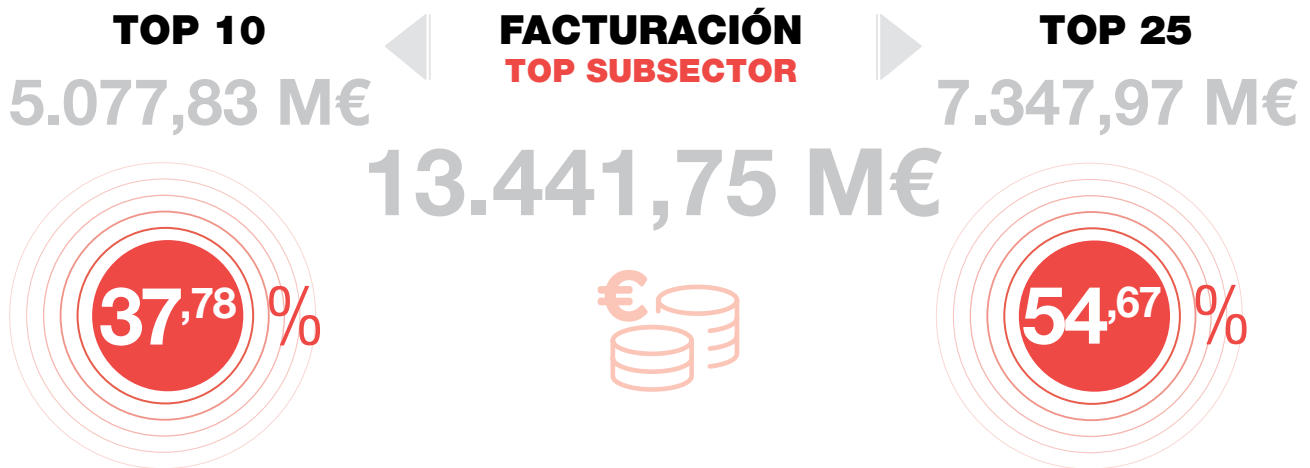 TOP 10
5.077,83 M€
37,78 %
FACTURACIÓN
TOP SUBSECTOR
13.441,75 M€
€
TOP 25
7.347,97 M€
54,67 %